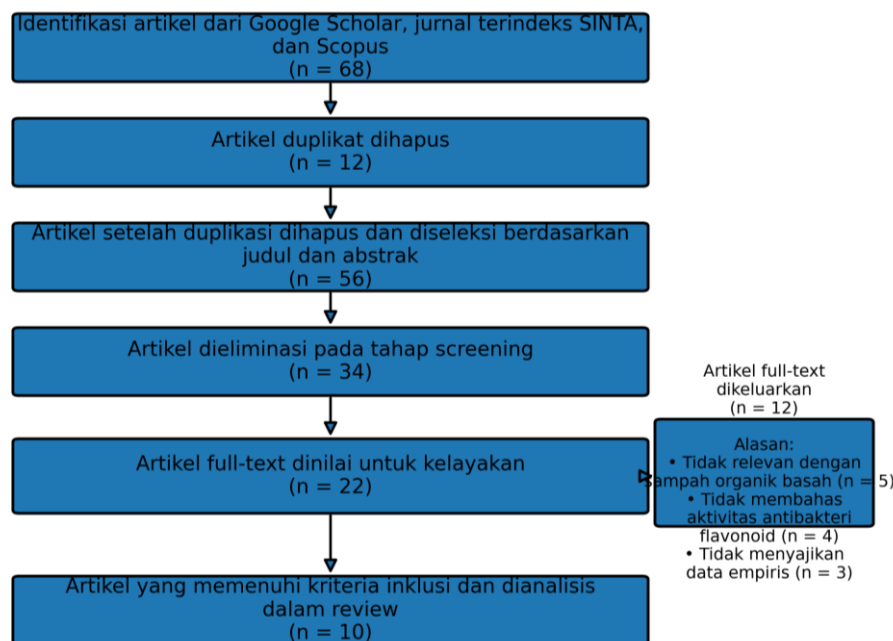 Identifikasi artikel dari Google Scholar, jurnal terindeks SINTA,
dan Scopus
(n = 68)
Artikel duplikat dihapus
(n = 12)
Artikel setelah duplikasi dihapus dan diseleksi berdasarkan
judul dan abstrak
(n = 56)
Artikel dieliminasi pada tahap screening
(n = 34)
Artikel full-text dinilai untuk kelayakan
(n = 22)
Artikel full-text
dikeluarkan
(n = 12)
Alasan:
• Tidak relevan dengan
sampah organik basah (n = 5)
• Tidak membahas
aktivitas antibakteri
flavonoid (n = 4)
• Tidak menyajikan
data empiris (n = 3)
Artikel yang memenuhi kriteria inklusi dan dianalisis
dalam review
(n = 10)